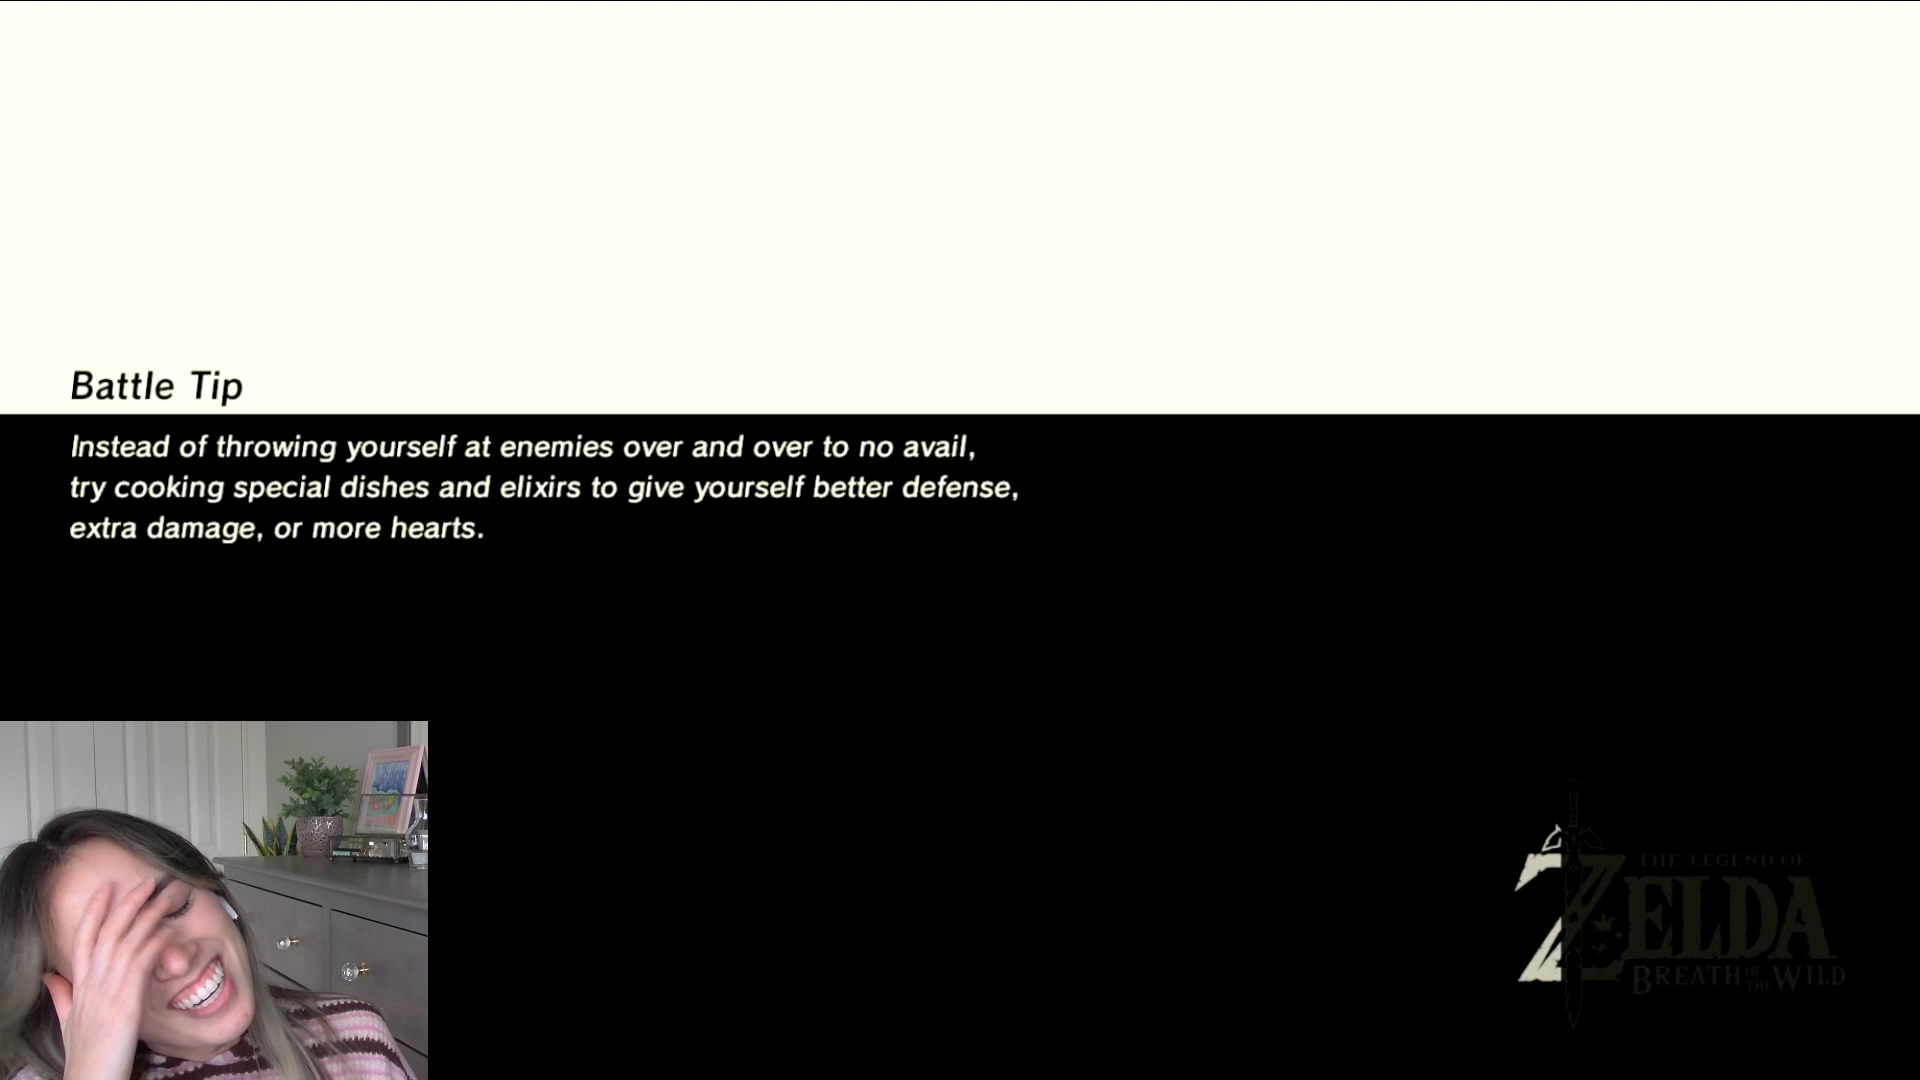 Battle Tip
Instead of throwing yourself at enemies over and over to no avail,
try cooking special dishes and elixirs to give yourself better defense,
extra damage, or more hearts.
THE LEGEND OF
ZELDA
BREATH OF THE WILD